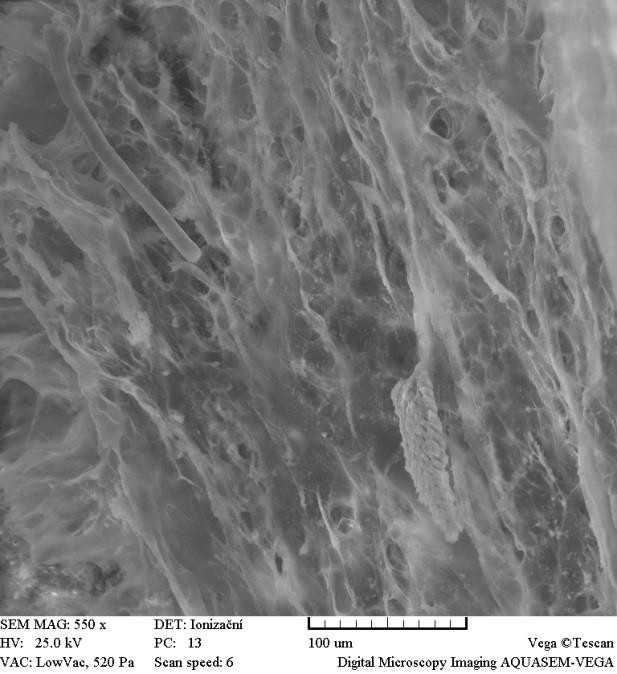 SEM MAG: 550 x DET: Ionizační
HV: 25.0 kV PC: 13 100 um Vega ©Tescan
VAC: LowVac, 520 Pa Scan speed: 6 Digital Microscopy Imaging AQUASEM-VEGA